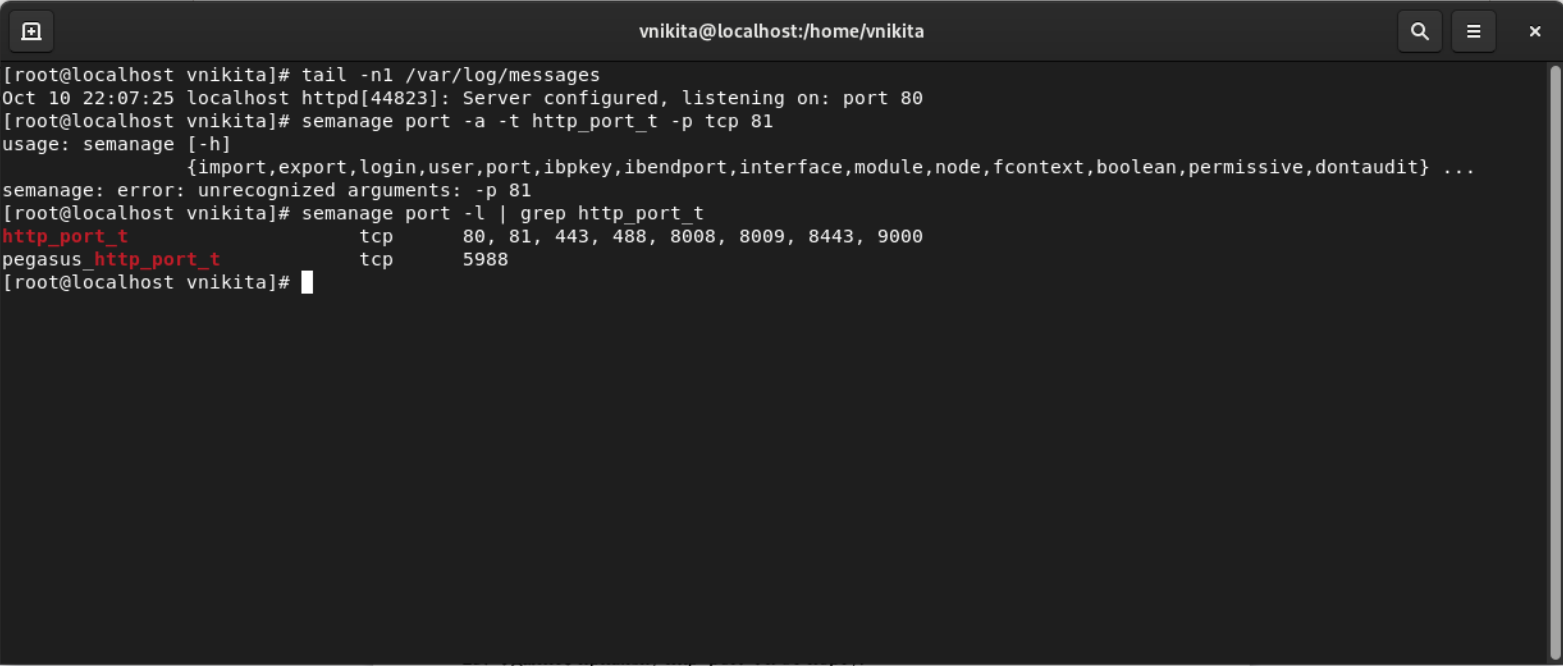 vnikita@localhost:/home/vnikita
[root@localhost vnikita]# tail -n1 /var/log/messages
Oct 10 22:07:25 localhost httpd[44823]: Server configured, listening on: port 80
[root@localhost vnikita]# semanage port -a -t http_port_t -p tcp 81
usage: semanage [-h]
{import,export,login,user,port,ibpkey,ibendport,interface,module,node,fcontext,boolean,permissive,dontaudit} ...
semanage: error: unrecognized arguments: -p 81
[root@localhost vnikita]# semanage port -l | grep http_port_t
http_port_t tcp 80, 81, 443, 488, 8008, 8009, 8443, 9000
pegasus_http_port_t tcp 5988
[root@localhost vnikita]#